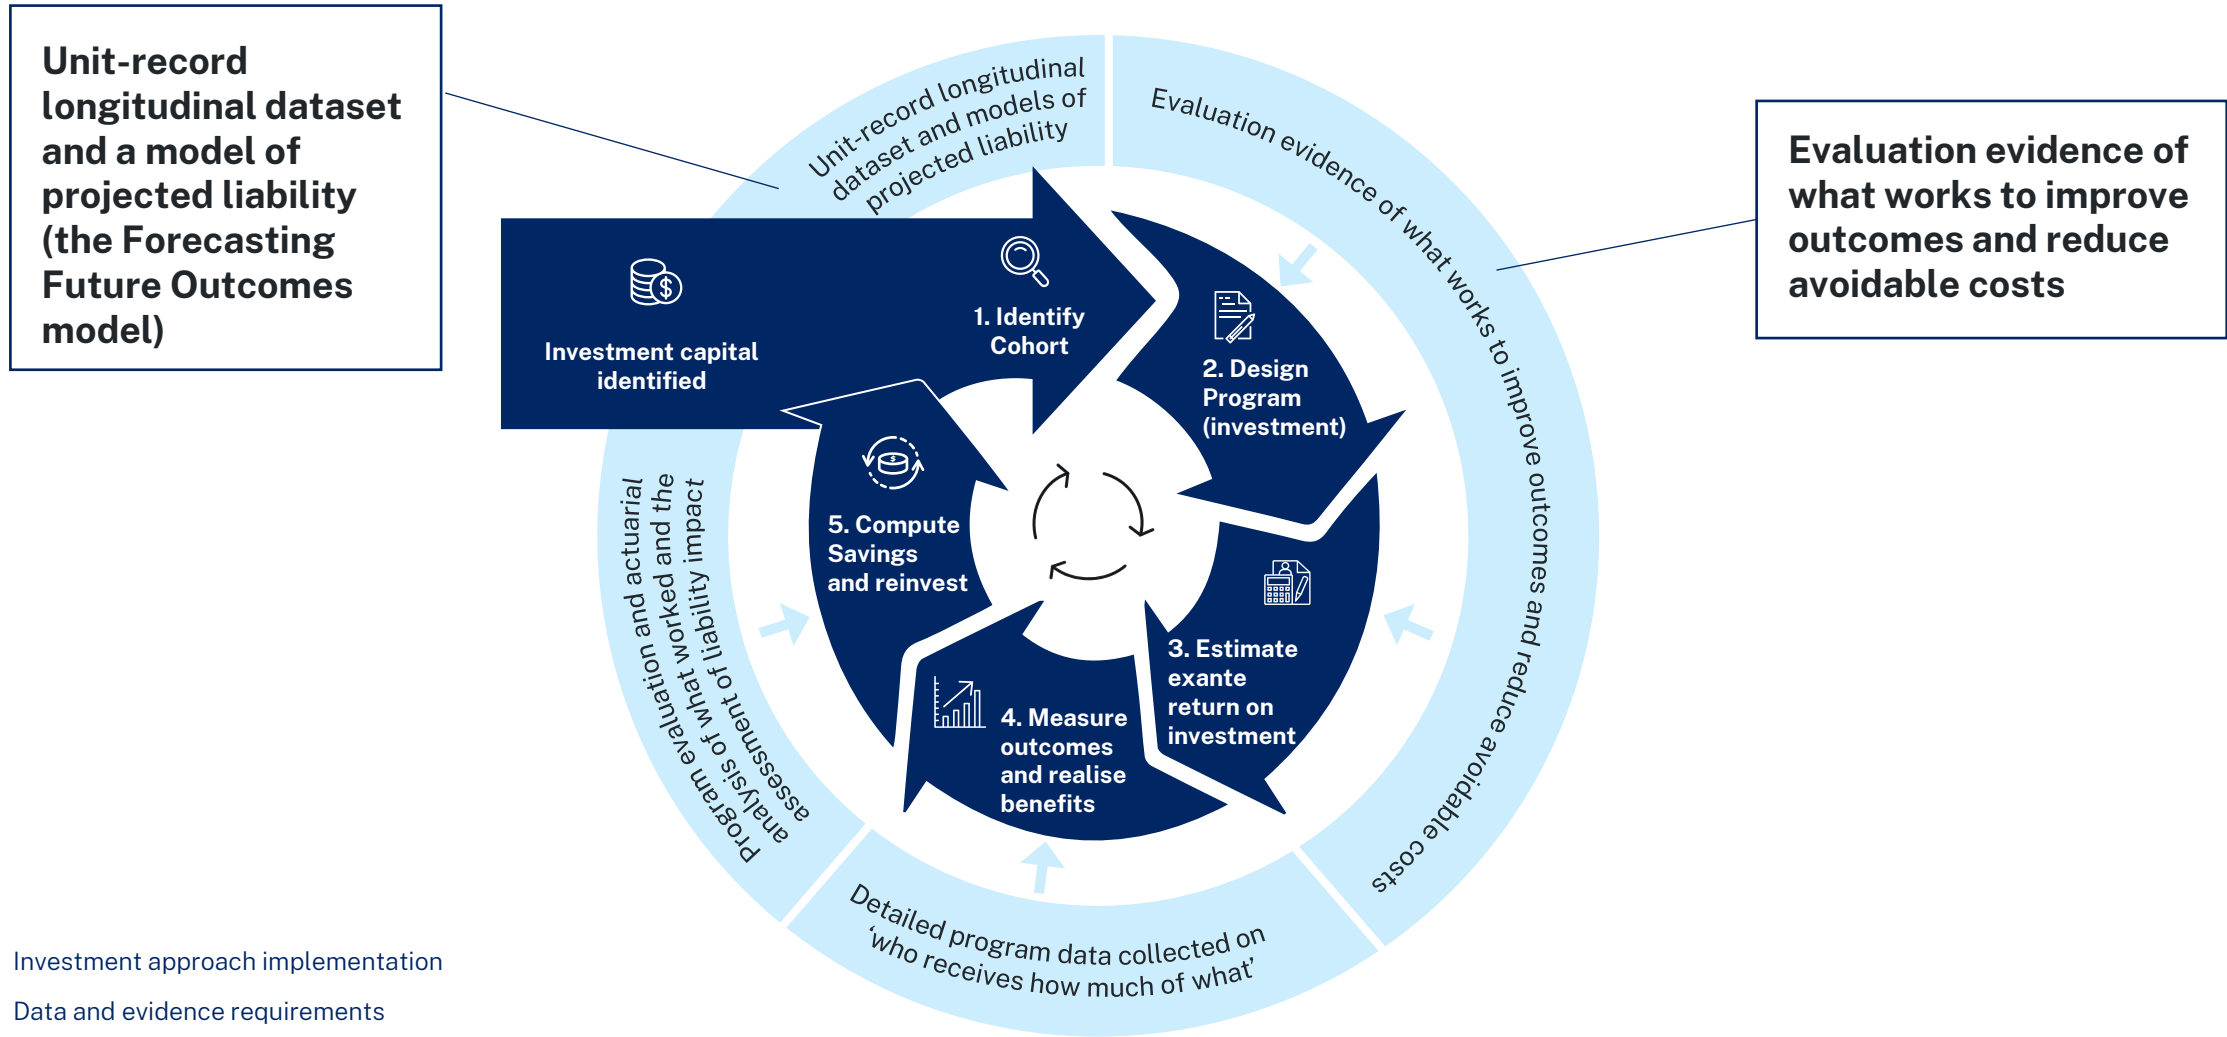 Unit-record
longitudinal dataset
and a model of
projected liability
(the Forecasting
Future Outcomes
model)
Unit-record longitudinal
dataset and models of
projected liability
Evaluation evidence of what works to improve outcomes and reduce avoidable costs
Evaluation evidence of
what works to improve
outcomes and reduce
avoidable costs
Investment capital
identified
1. Identify
Cohort
2. Design
Program
(investment)
3. Estimate
exante
return on
investment
4. Measure
outcomes
and realise
benefits
5. Compute
Savings
and reinvest
Program evaluation and actuarial
analysis of what worked and the
assessment of liability impact
Detailed program data collected on
‘who receives how much of what’
Investment approach implementation
Data and evidence requirements